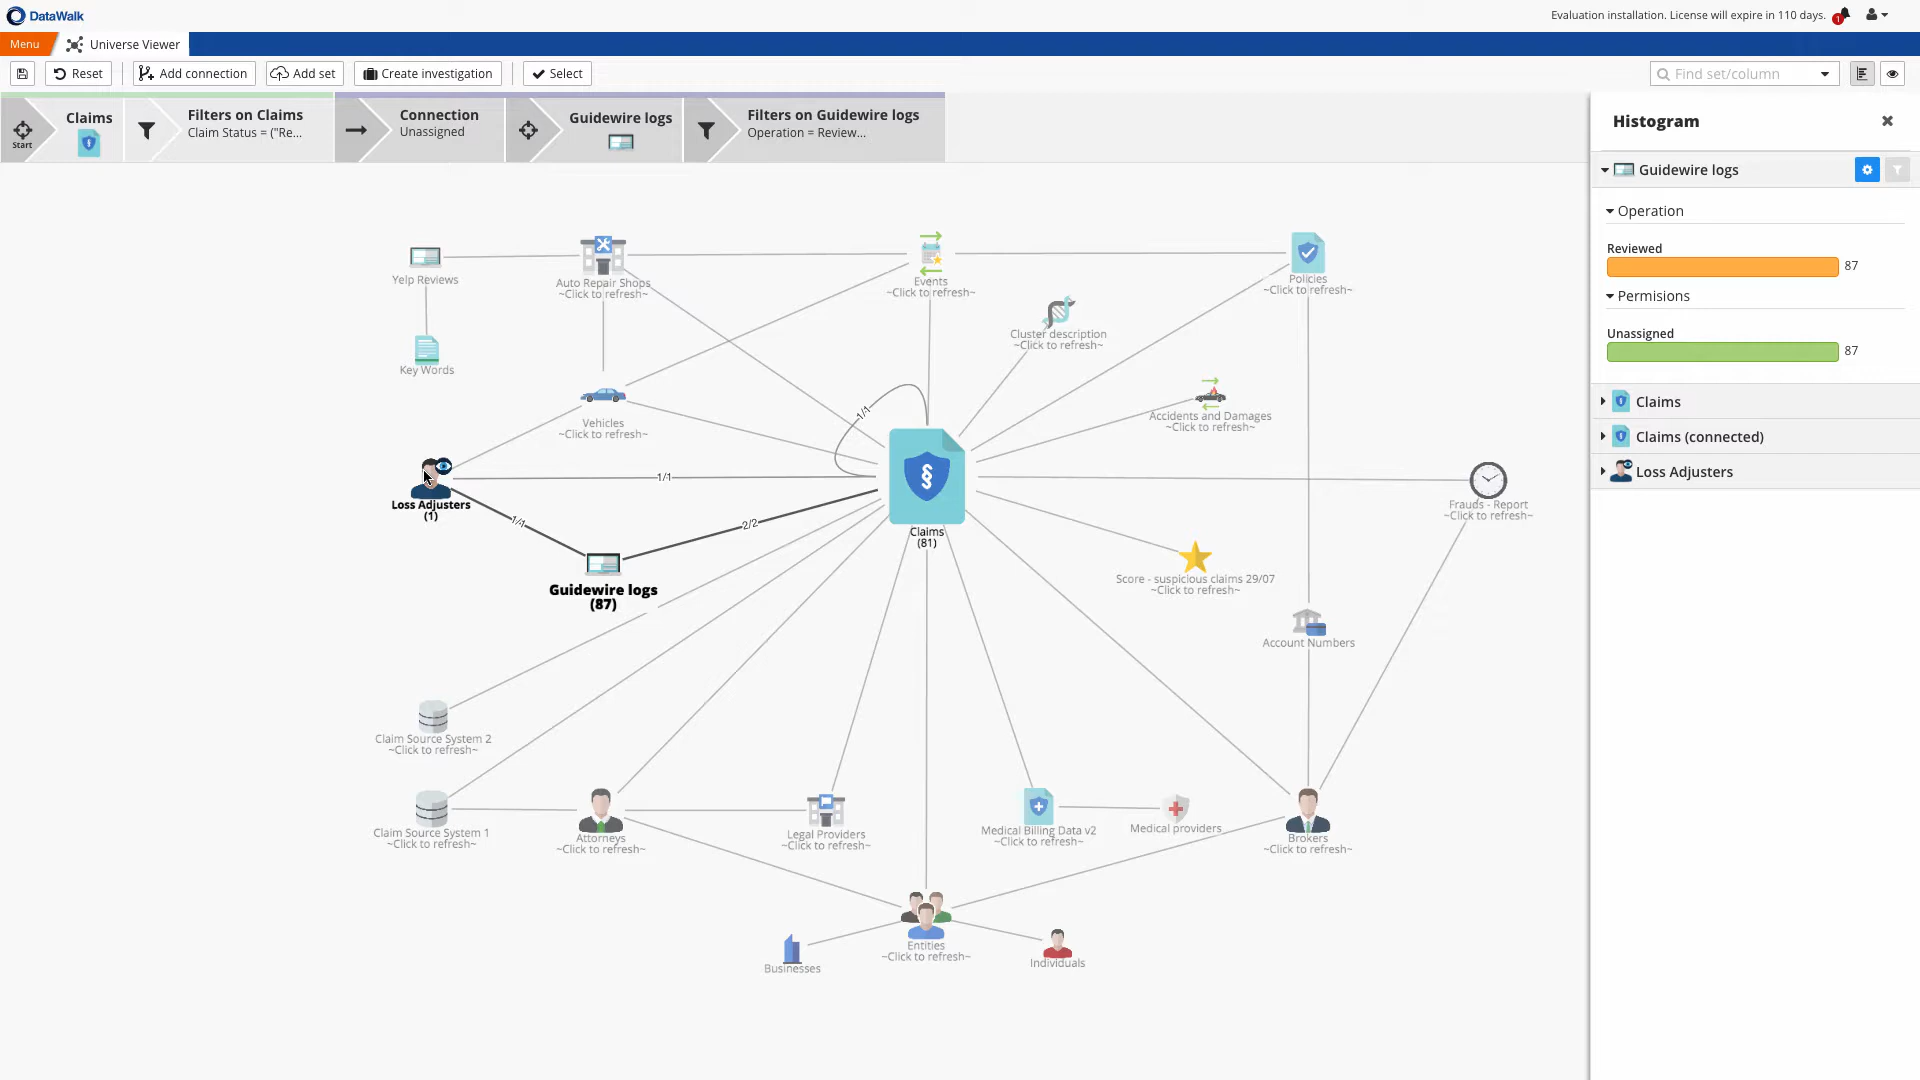 DataWalk
Evaluation installation. License will expire in 110 days.
1
Menu
Universe Viewer
Reset
Add connection
Add set
Create investigation
Select
Find set/column
Start
Claims
Filters on Claims
Claim Status = ("Re...
Connection
Unassigned
Guidewire logs
Filters on Guidewire logs
Operation = Review...
Histogram
Guidewire logs
Operation
Reviewed
87
Permisions
Unassigned
87
Claims
Claims (connected)
Loss Adjusters
Yelp Reviews
Auto Repair Shops
~Click to refresh~
Events
~Click to refresh~
Policies
~Click to refresh~
Cluster description
~Click to refresh~
Key Words
Vehicles
~Click to refresh~
Accidents and Damages
~Click to refresh~
1/1
Loss Adjusters
(1)
1/1
1/1
2/2
§
Claims
(81)
Frauds - Report
~Click to refresh~
Guidewire logs
(87)
Score - suspicious claims 29/07
~Click to refresh~
Account Numbers
Claim Source System 2
~Click to refresh~
Claim Source System 1
~Click to refresh~
Attorneys
~Click to refresh~
Legal Providers
~Click to refresh~
Medical Billing Data v2
~Click to refresh~
Medical providers
Brokers
~Click to refresh~
Entities
~Click to refresh~
Businesses
Individuals